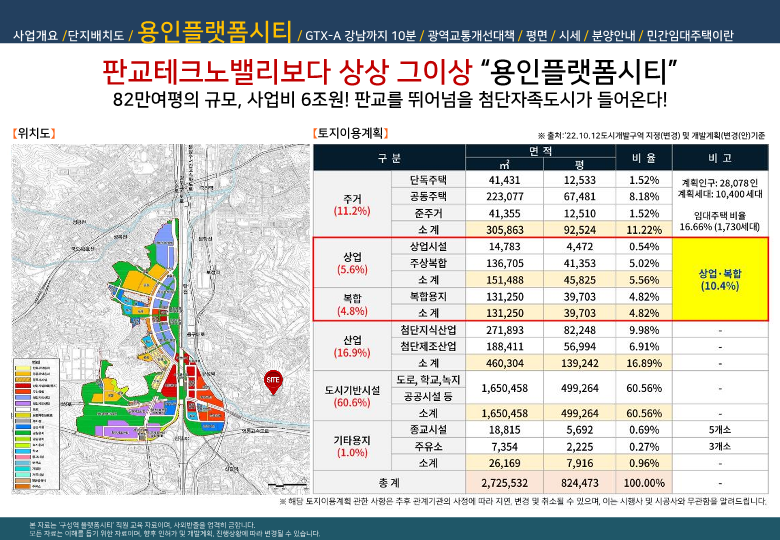 사업개요 /단지배치도 / 용인플랫폼시티 / GTX-A 강남까지 10분 / 광역교통개선대책 / 평면 / 시세 / 분양안내 / 민간임대주택이란
판교테크노밸리보다 상상 그이상 “용인플랫폼시티”
82만여평의 규모, 사업비 6조원! 판교를 뛰어넘을 첨단자족도시가 들어온다!
【위치도】
SITE
【토지이용계획】
※ 출처:'22.10.12도시개발구역 지정(변경) 및 개발계획(변경(안)기준
구 분 면 적 비 율 비 고
㎡ 평
주거 (11.2%) 단독주택 41,431 12,533 1.52%
공동주택 223,077 67,481 8.18%
준주거 41,355 12,510 1.52%
소 계 305,863 92,524 11.22%
계획인구: 28,078인
계획세대: 10,400세대
임대주택 비율
16.66% (1,730세대)
상업 (5.6%) 상업시설 14,783 4,472 0.54%
주상복합 136,705 41,353 5.02%
소 계 151,488 45,825 5.56%
복합 (4.8%) 복합용지 131,250 39,703 4.82%
소 계 131,250 39,703 4.82%
상업·복합
(10.4%)
산업 (16.9%) 첨단지식산업 271,893 82,248 9.98% -
첨단제조산업 188,411 56,994 6.91% -
소 계 460,304 139,242 16.89% -
도시기반시설 (60.6%) 도로, 학교,녹지 공공시설 등 1,650,458 499,264 60.56% -
소계 1,650,458 499,264 60.56% -
기타용지 (1.0%) 종교시설 18,815 5,692 0.69% 5개소
주유소 7,354 2,225 0.27% 3개소
소계 26,169 7,916 0.96% -
총 계 2,725,532 824,473 100.00% -
※ 해당 토지이용계획 관한 사항은 추후 관계기관의 사정에 따라 지연, 변경 및 취소될 수 있으며, 이는 시행사 및 시공사와 무관함을 알려드립니다.
본 자료는 '구성역 플랫폼시티' 직원 교육 자료이며, 사외반출을 엄격히 금합니다.
모든 자료는 이해를 돕기 위한 자료이며, 향후 인허가 및 개발계획, 진행상황에 따라 변경될 수 있습니다.